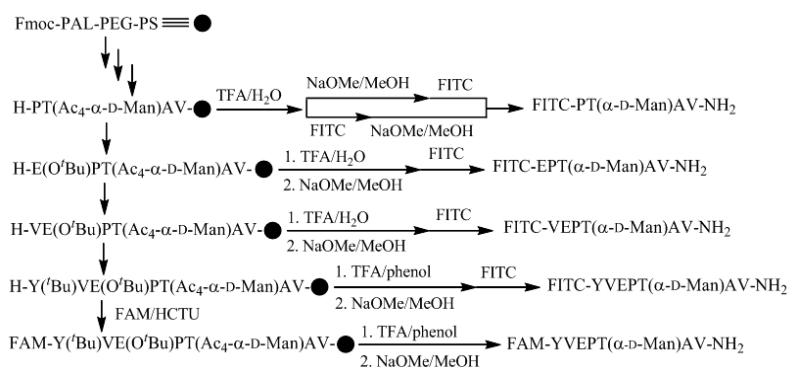 Fmoc-PAL-PEG-PS
H-PT(Ac₄-α-D-Man)AV-
TFA/H₂O
NaOMe/MeOH
FITC
FITC
NaOMe/MeOH
FITC-PT(α-D-Man)AV-NH₂
H-E(OᵗBu)PT(Ac₄-α-D-Man)AV-
1. TFA/H₂O
2. NaOMe/MeOH
FITC
FITC-EPT(α-D-Man)AV-NH₂
H-VE(OᵗBu)PT(Ac₄-α-D-Man)AV-
1. TFA/H₂O
2. NaOMe/MeOH
FITC
FITC-VEPT(α-D-Man)AV-NH₂
H-Y(ᵗBu)VE(OᵗBu)PT(Ac₄-α-D-Man)AV-
1. TFA/phenol
2. NaOMe/MeOH
FITC
FITC-YVEPT(α-D-Man)AV-NH₂
FAM/HCTU
FAM-Y(ᵗBu)VE(OᵗBu)PT(Ac₄-α-D-Man)AV-
1. TFA/phenol
2. NaOMe/MeOH
FAM-YVEPT(α-D-Man)AV-NH₂